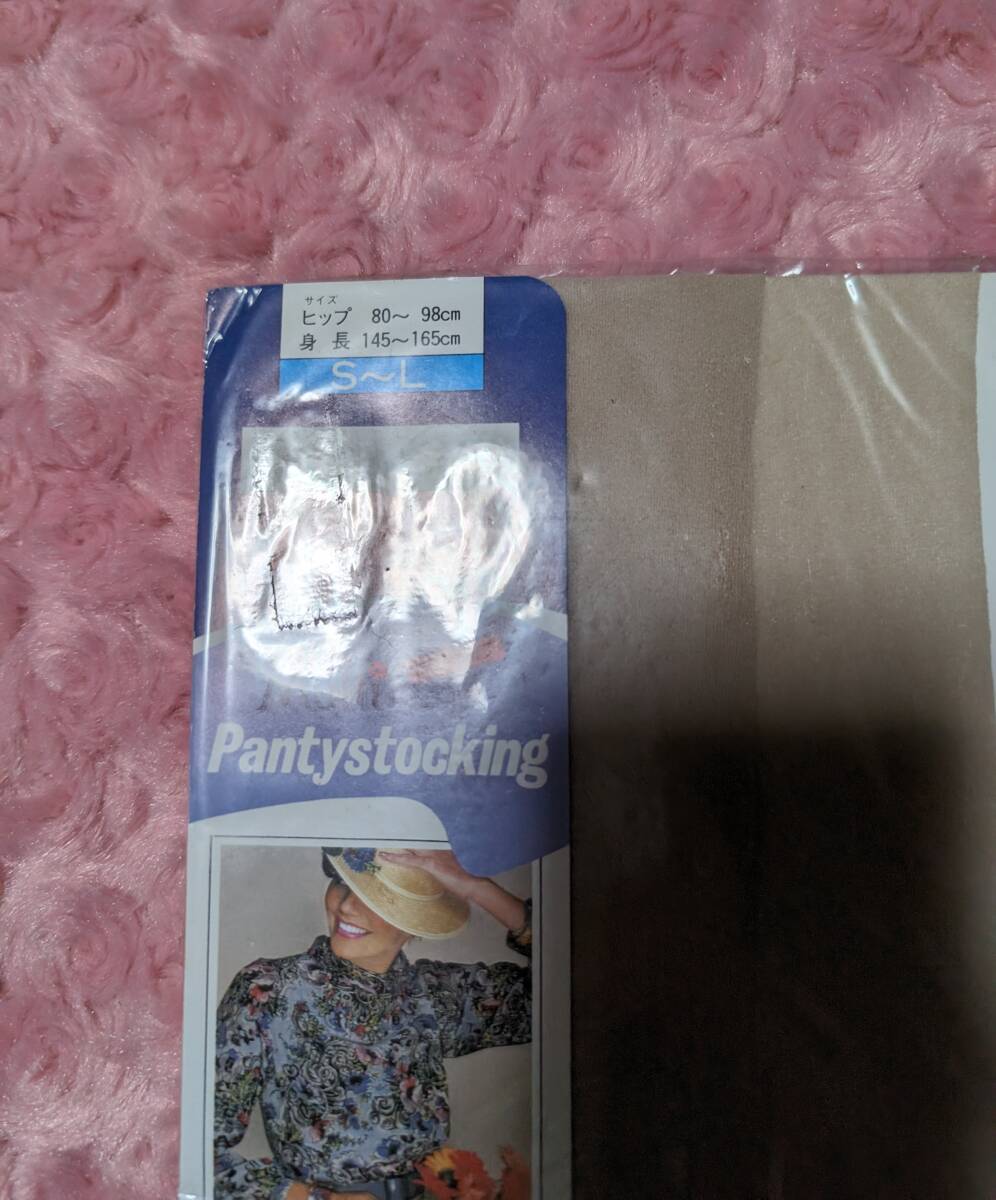 サイズ
ヒップ 80～ 98cm
身 長 145～165cm
S～L
Pantystocking